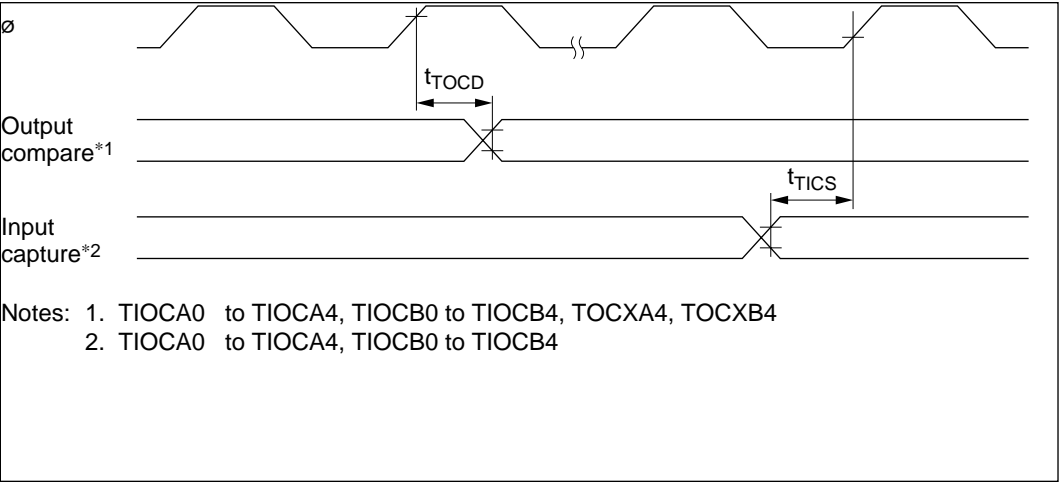 ø
tTOCD
Output
compare*1
tTICS
Input
capture*2
Notes: 1. TIOCA0 to TIOCA4, TIOCB0 to TIOCB4, TOCXA4, TOCXB4
2. TIOCA0 to TIOCA4, TIOCB0 to TIOCB4